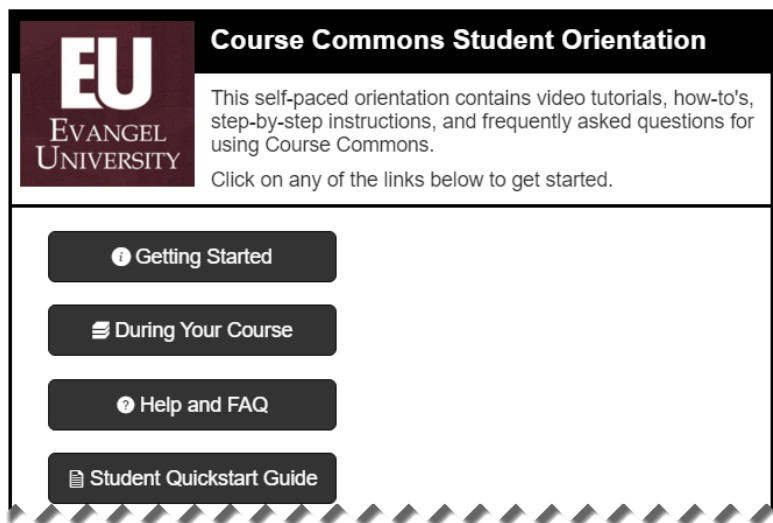 EU
EVANGEL
UNIVERSITY
Course Commons Student Orientation
This self-paced orientation contains video tutorials, how-to's,
step-by-step instructions, and frequently asked questions for
using Course Commons.
Click on any of the links below to get started.
Getting Started
During Your Course
Help and FAQ
Student Quickstart Guide